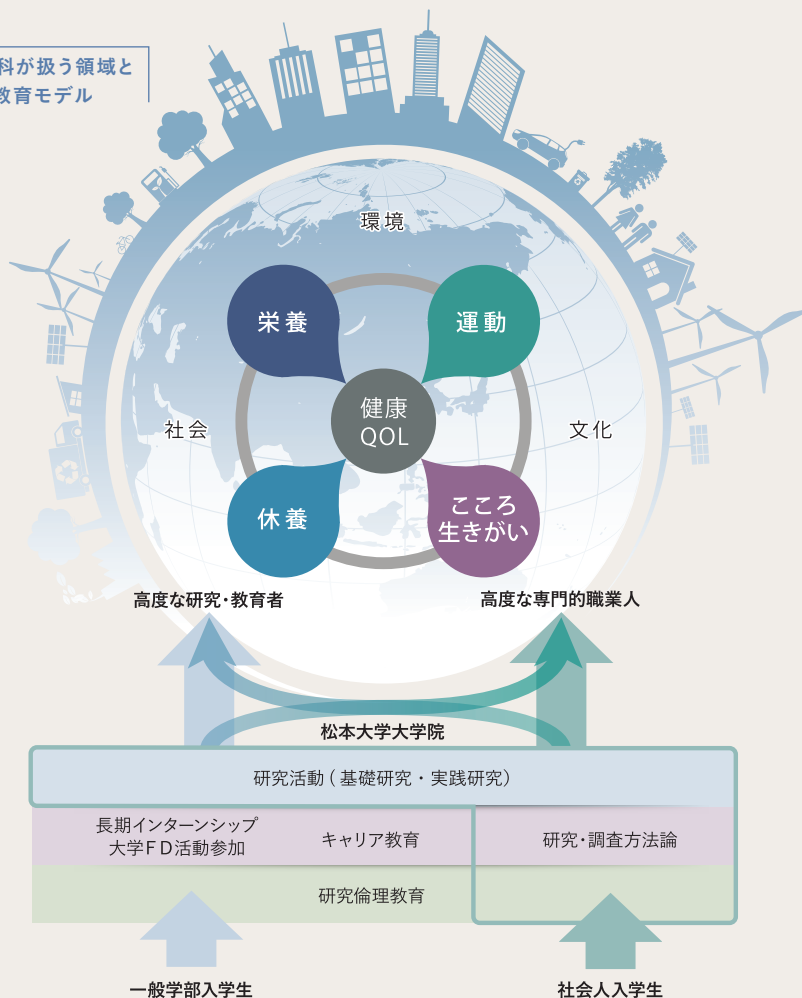 科が扱う領域と
教育モデル
環境
栄養
運動
健康
QOL
社会
文化
休養
こころ
生きがい
高度な研究・教育者
高度な専門的職業人
松本大学大学院
研究活動（基礎研究・実践研究）
長期インターンシップ
大学ＦＤ活動参加
キャリア教育
研究・調査方法論
研究倫理教育
一般学部入学生
社会人入学生